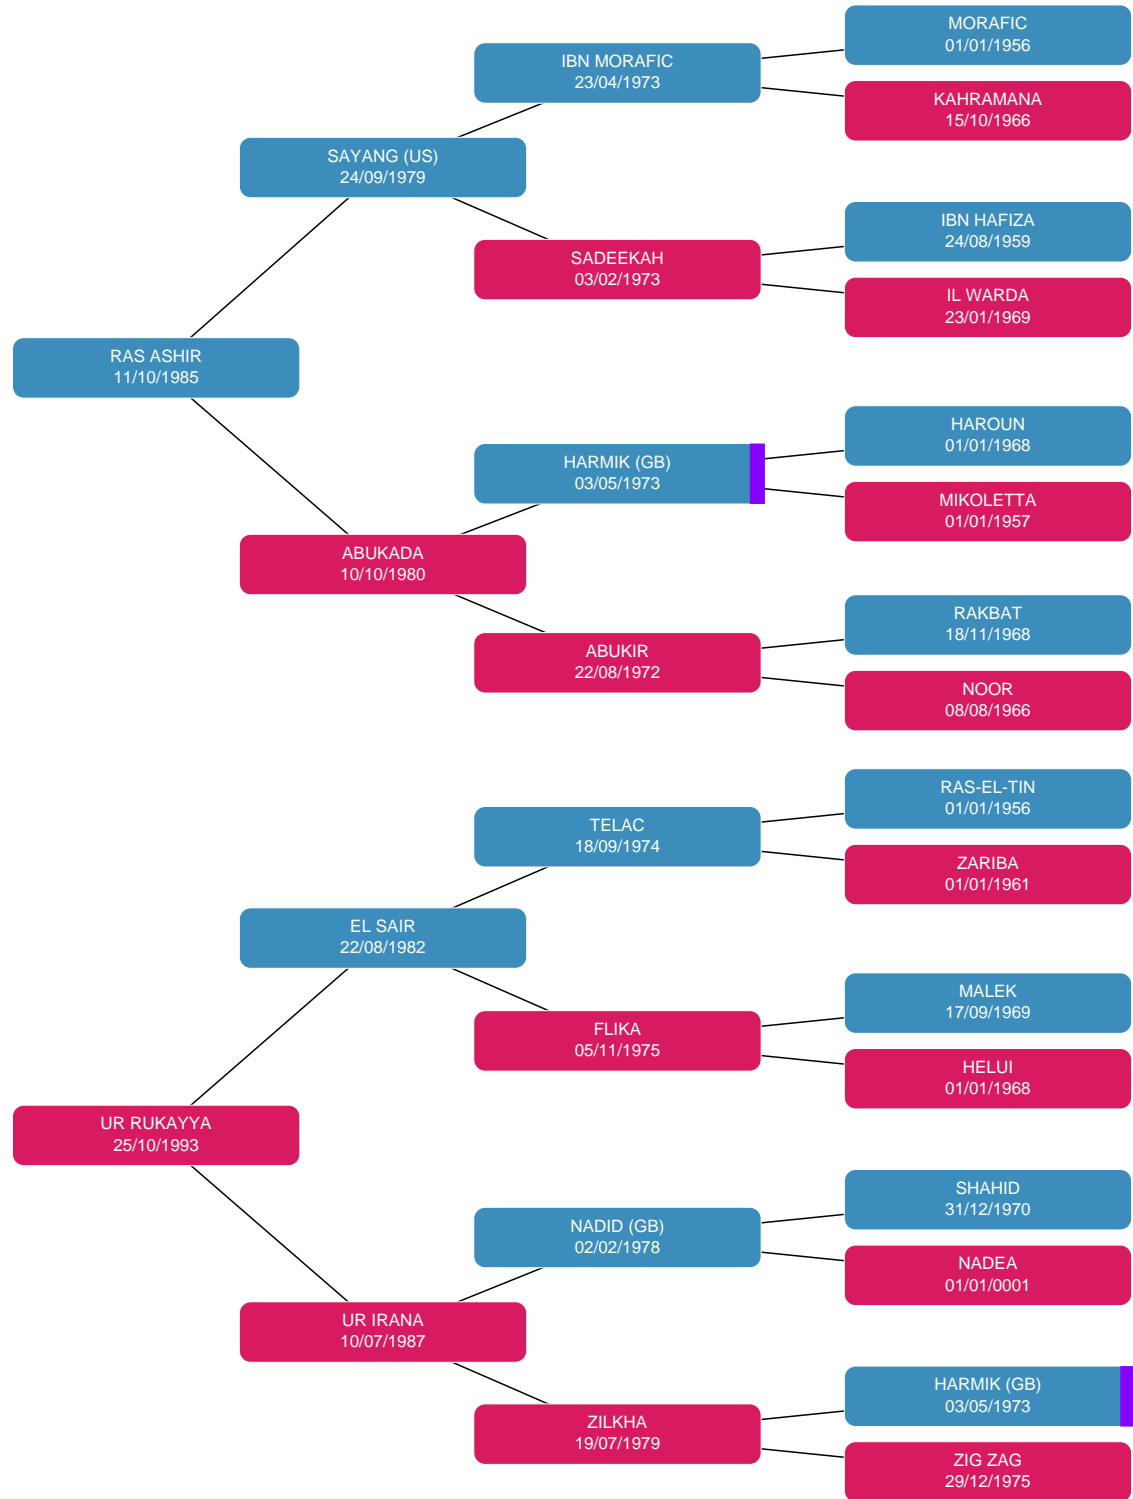 MORAFIC
01/01/1956
IBN MORAFIC
23/04/1973
KAHRAMANA
15/10/1966
SAYANG (US)
24/09/1979
IBN HAFIZA
24/08/1959
SADEEKAH
03/02/1973
IL WARDA
23/01/1969
RAS ASHIR
11/10/1985
HAROUN
01/01/1968
HARMIK (GB)
03/05/1973
MIKOLETTA
01/01/1957
ABUKADA
10/10/1980
RAKBAT
18/11/1968
ABUKIR
22/08/1972
NOOR
08/08/1966
RAS-EL-TIN
01/01/1956
TELAC
18/09/1974
ZARIBA
01/01/1961
EL SAIR
22/08/1982
MALEK
17/09/1969
FLIKA
05/11/1975
HELUI
01/01/1968
UR RUKAYYA
25/10/1993
SHAHID
31/12/1970
NADID (GB)
02/02/1978
NADEA
01/01/0001
UR IRANA
10/07/1987
HARMIK (GB)
03/05/1973
ZILKHA
19/07/1979
ZIG ZAG
29/12/1975